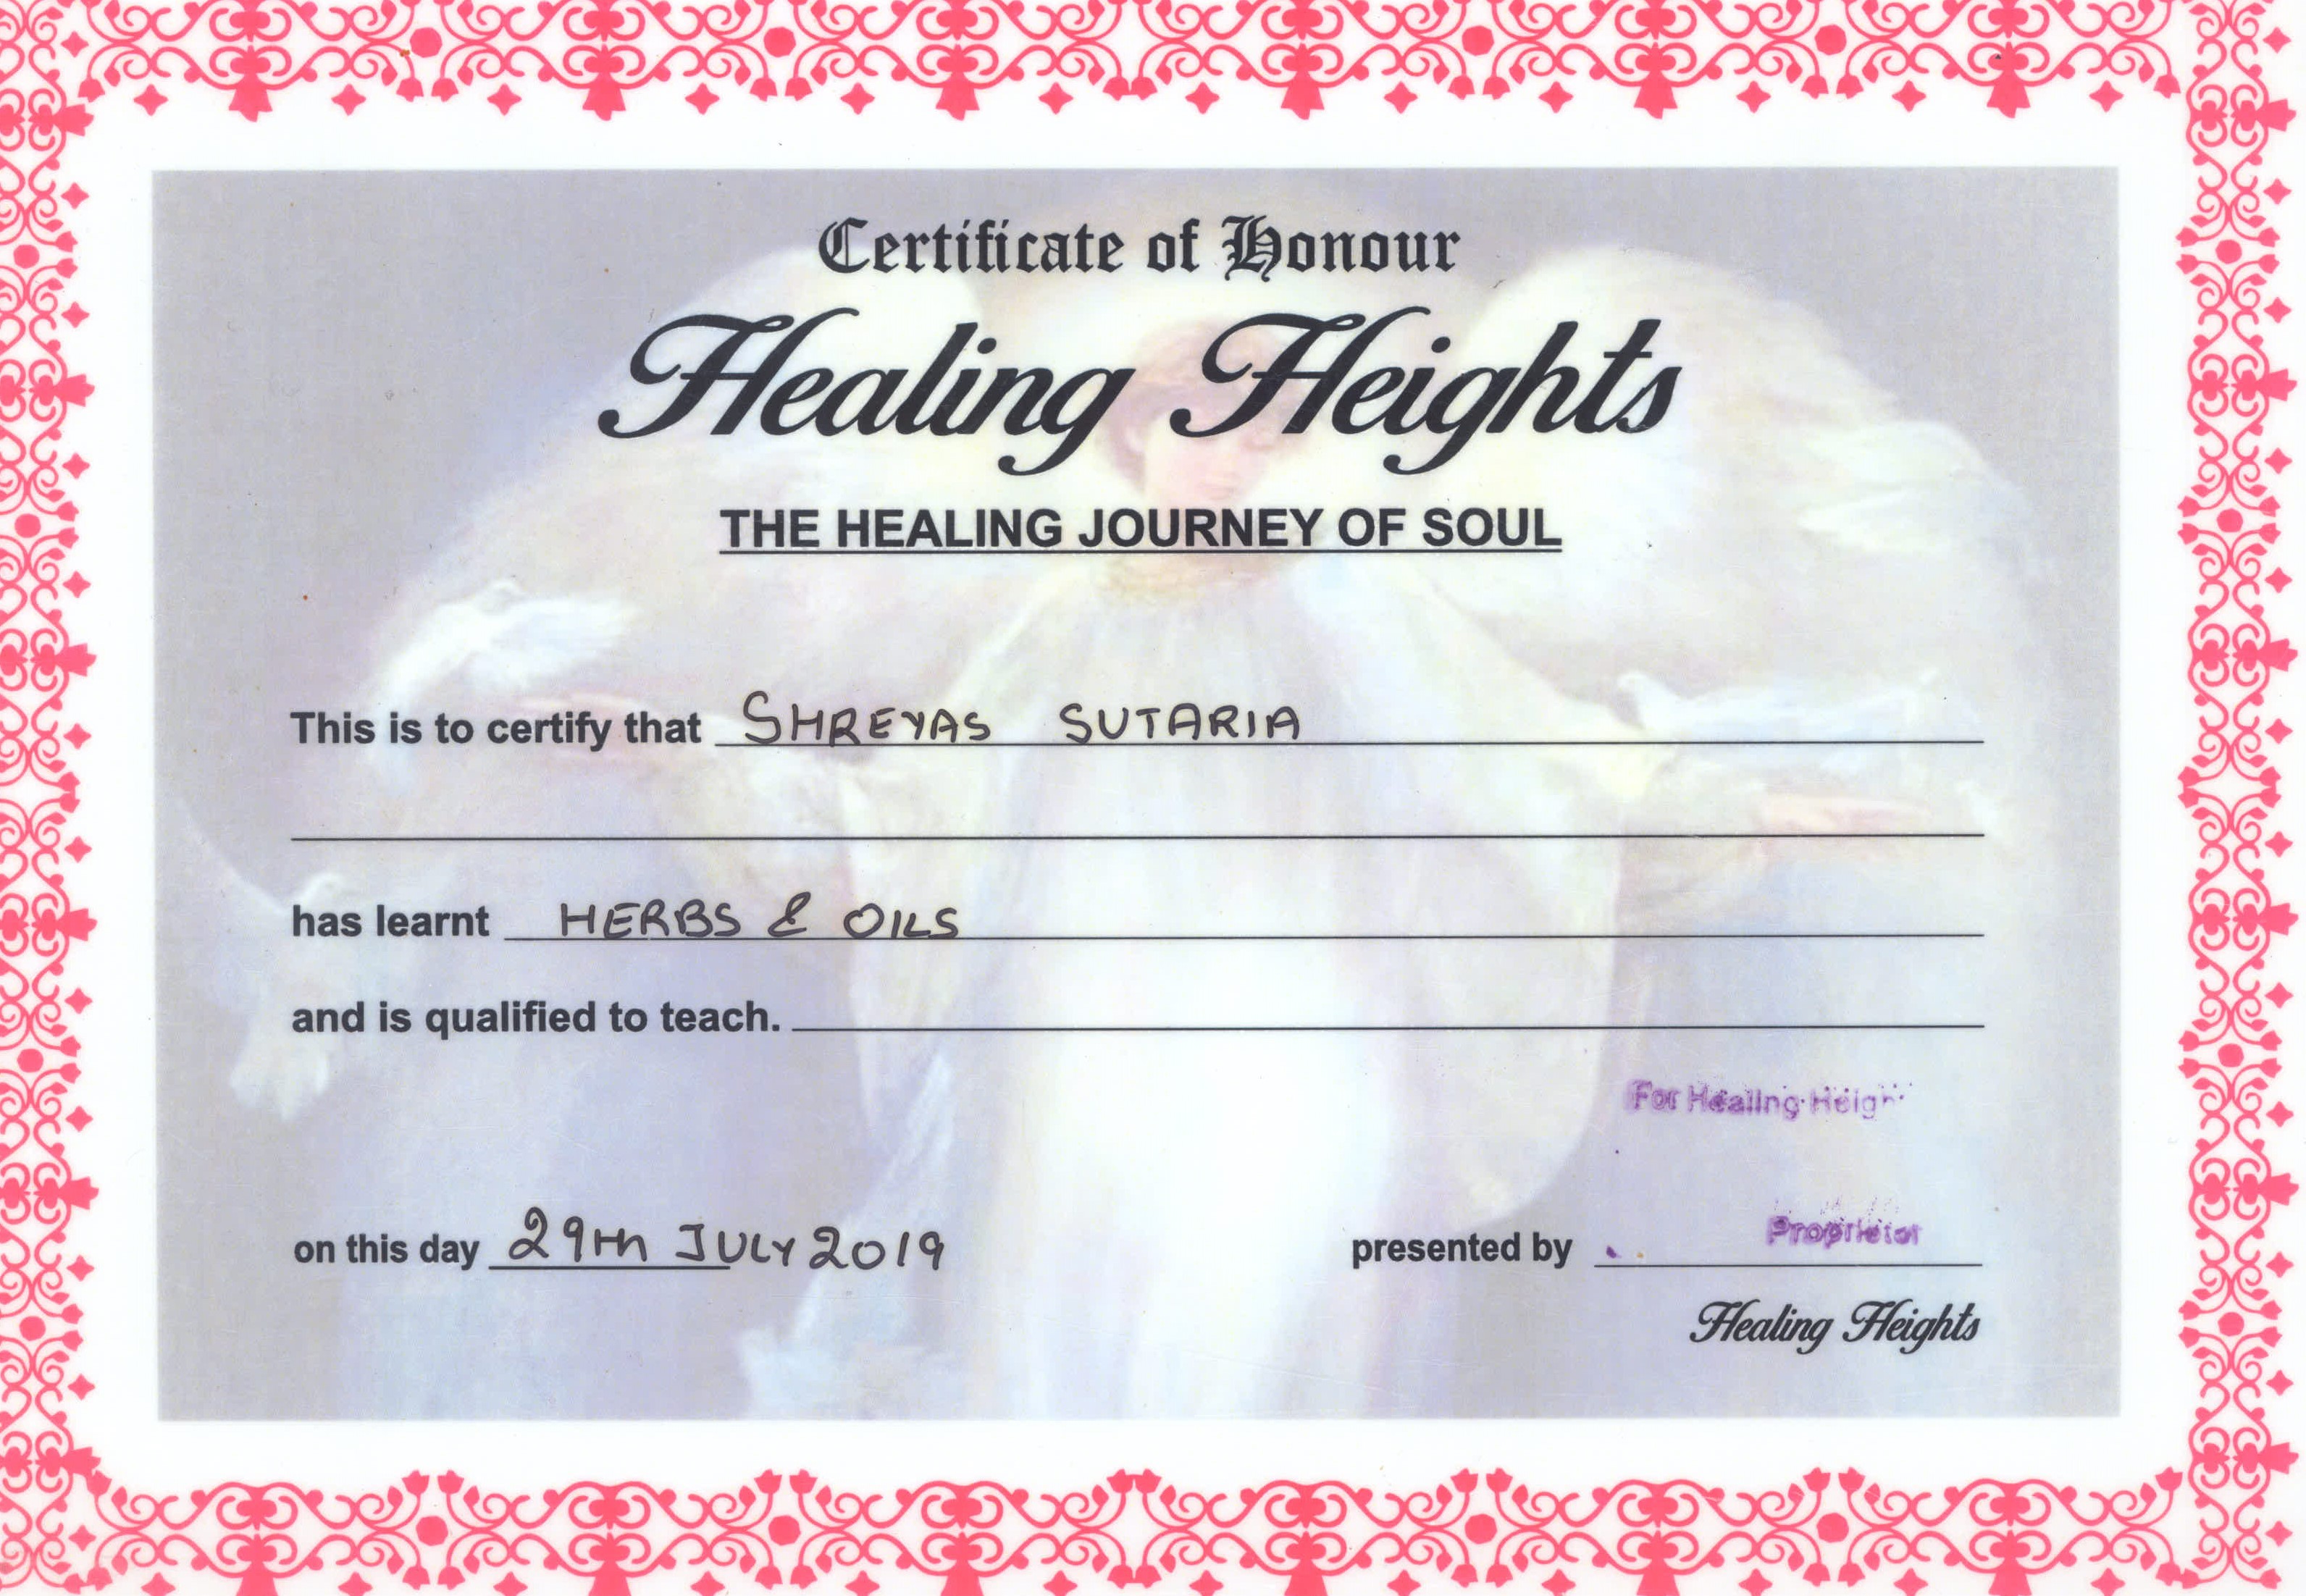 Certificate of Honour
Healing Heights
THE HEALING JOURNEY OF SOUL
This is to certify that SHREYAS SUTARIA
has learnt HERBS & OILS
and is qualified to teach.
For Healing Heigh
on this day 29TH JULY 2019 presented by Proprietor
Healing Heights